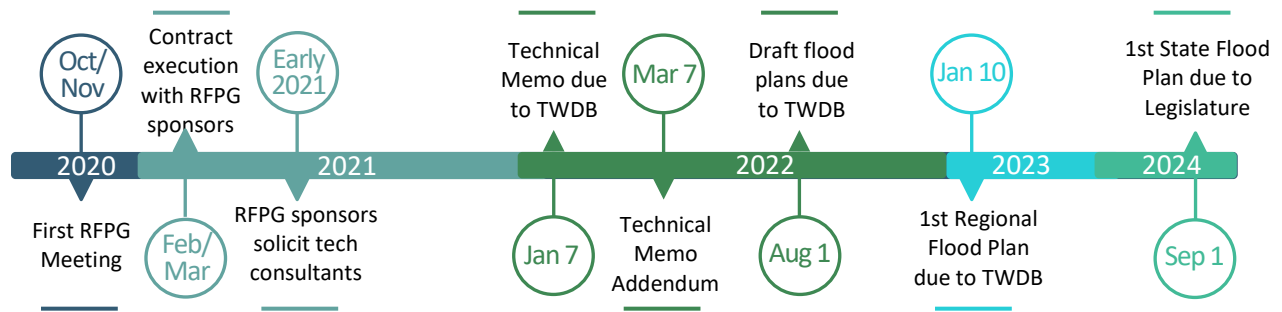 Oct/
Nov
2020
First RFPG
Meeting
Contract
execution
with RFPG
sponsors
Feb/
Mar
Early
2021
2021
RFPG sponsors
solicit tech
consultants
Technical
Memo due
to TWDB
Jan 7
Mar 7
2022
Technical
Memo
Addendum
Draft flood
plans due
to TWDB
Aug 1
Jan 10
2023
1st Regional
Flood Plan
due to TWDB
1st State Flood
Plan due to
Legislature
2024
Sep 1